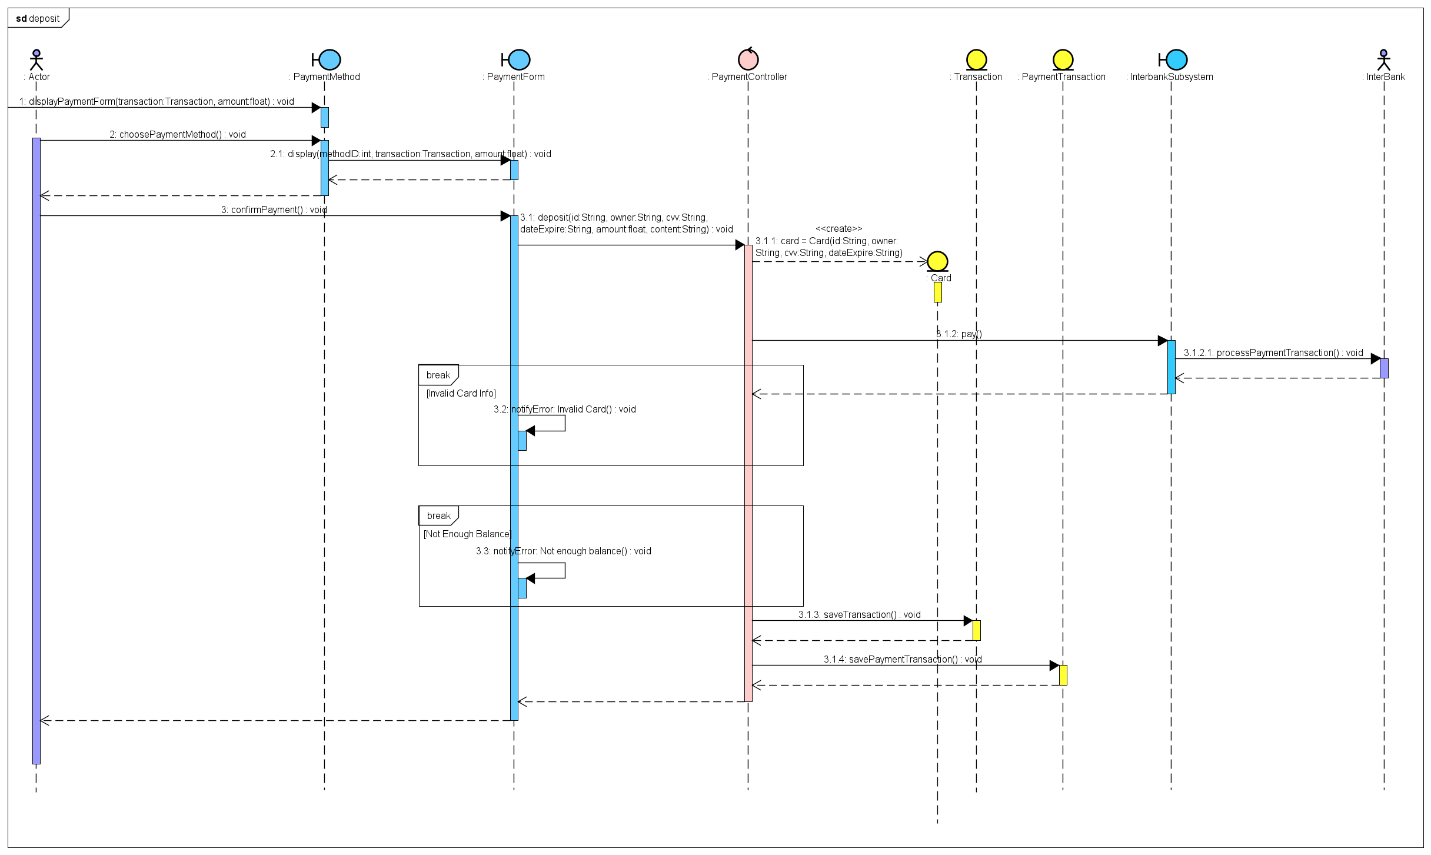 sd deposit
: Actor
: PaymentMethod
: PaymentForm
: PaymentController
: Transaction
: PaymentTransaction
: InterbankSubsystem
: InterBank
1: displayPaymentForm(transaction:Transaction, amount:float) : void
2: choosePaymentMethod() : void
2.1: display(methodID:int, transaction:Transaction, amount:float) : void
3: confirmPayment() : void
3.1: deposit(id:String, owner:String, cvv:String,
dateExpire:String, amount:float, content:String) : void
<<create>>
3.1.1: card = Card(id:String, owner
String, cvv:String, dateExpire:String)
Card
3.1.2: pay()
3.1.2.1: processPaymentTransaction() : void
break
[Invalid Card Info]
3.2: notifyError: Invalid Card() : void
break
[Not Enough Balance]
3.3: notifyError: Not enough balance() : void
3.1.3: saveTransaction() : void
3.1.4: savePaymentTransaction() : void